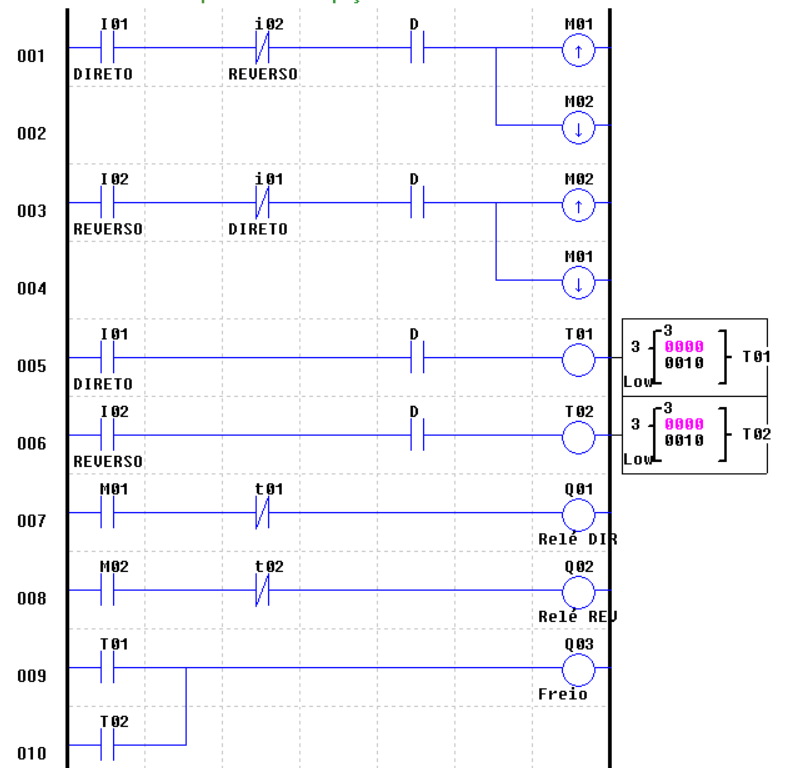 I01 i02 D M01
001
DIRETO REVERSO
M02
002
I02 i01 D M02
003
REVERSO DIRETO
M01
004
I01 D T01
005
DIRETO
3
3 0000 T01
0010
Low
I02 D T02
006
REVERSO
3
3 0000 T02
0010
Low
M01 t01 Q01
007
Relé DIR
M02 t02 Q02
008
Relé REV
T01 Q03
009
Freio
T02
010